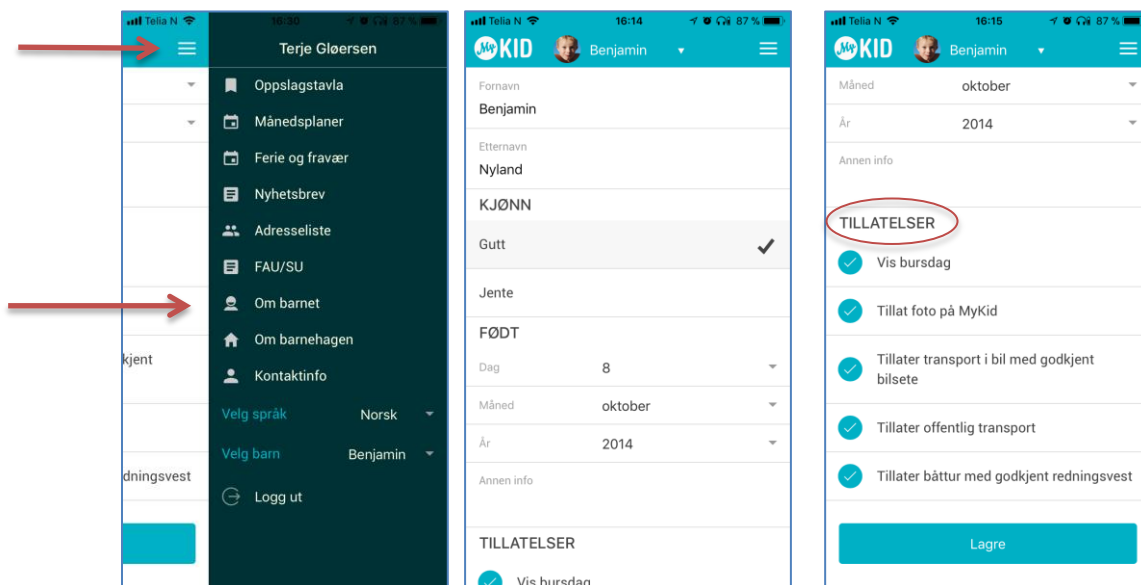 Telia N
16:30
87 %
Terje Gløersen
Oppslagstavla
Månedsplaner
Ferie og fravær
Nyhetsbrev
Adresseliste
FAU/SU
Om barnet
Om barnehagen
Kontaktinfo
Velg språk Norsk
Velg barn Benjamin
Logg ut
kjent
dningsvest
Telia N 16:14 87 %
My KID Benjamin
Fornavn
Benjamin
Etternavn
Nyland
KJØNN
Gutt
Jente
FØDT
Dag 8
Måned oktober
År 2014
Annen info
TILLATELSER
Vis bursdag
Telia N 16:15 87 %
My KID Benjamin
Måned oktober
År 2014
Annen info
TILLATELSER
Vis bursdag
Tillat foto på MyKid
Tillater transport i bil med godkjent
bilsete
Tillater offentlig transport
Tillater båttur med godkjent redningsvest
Lagre